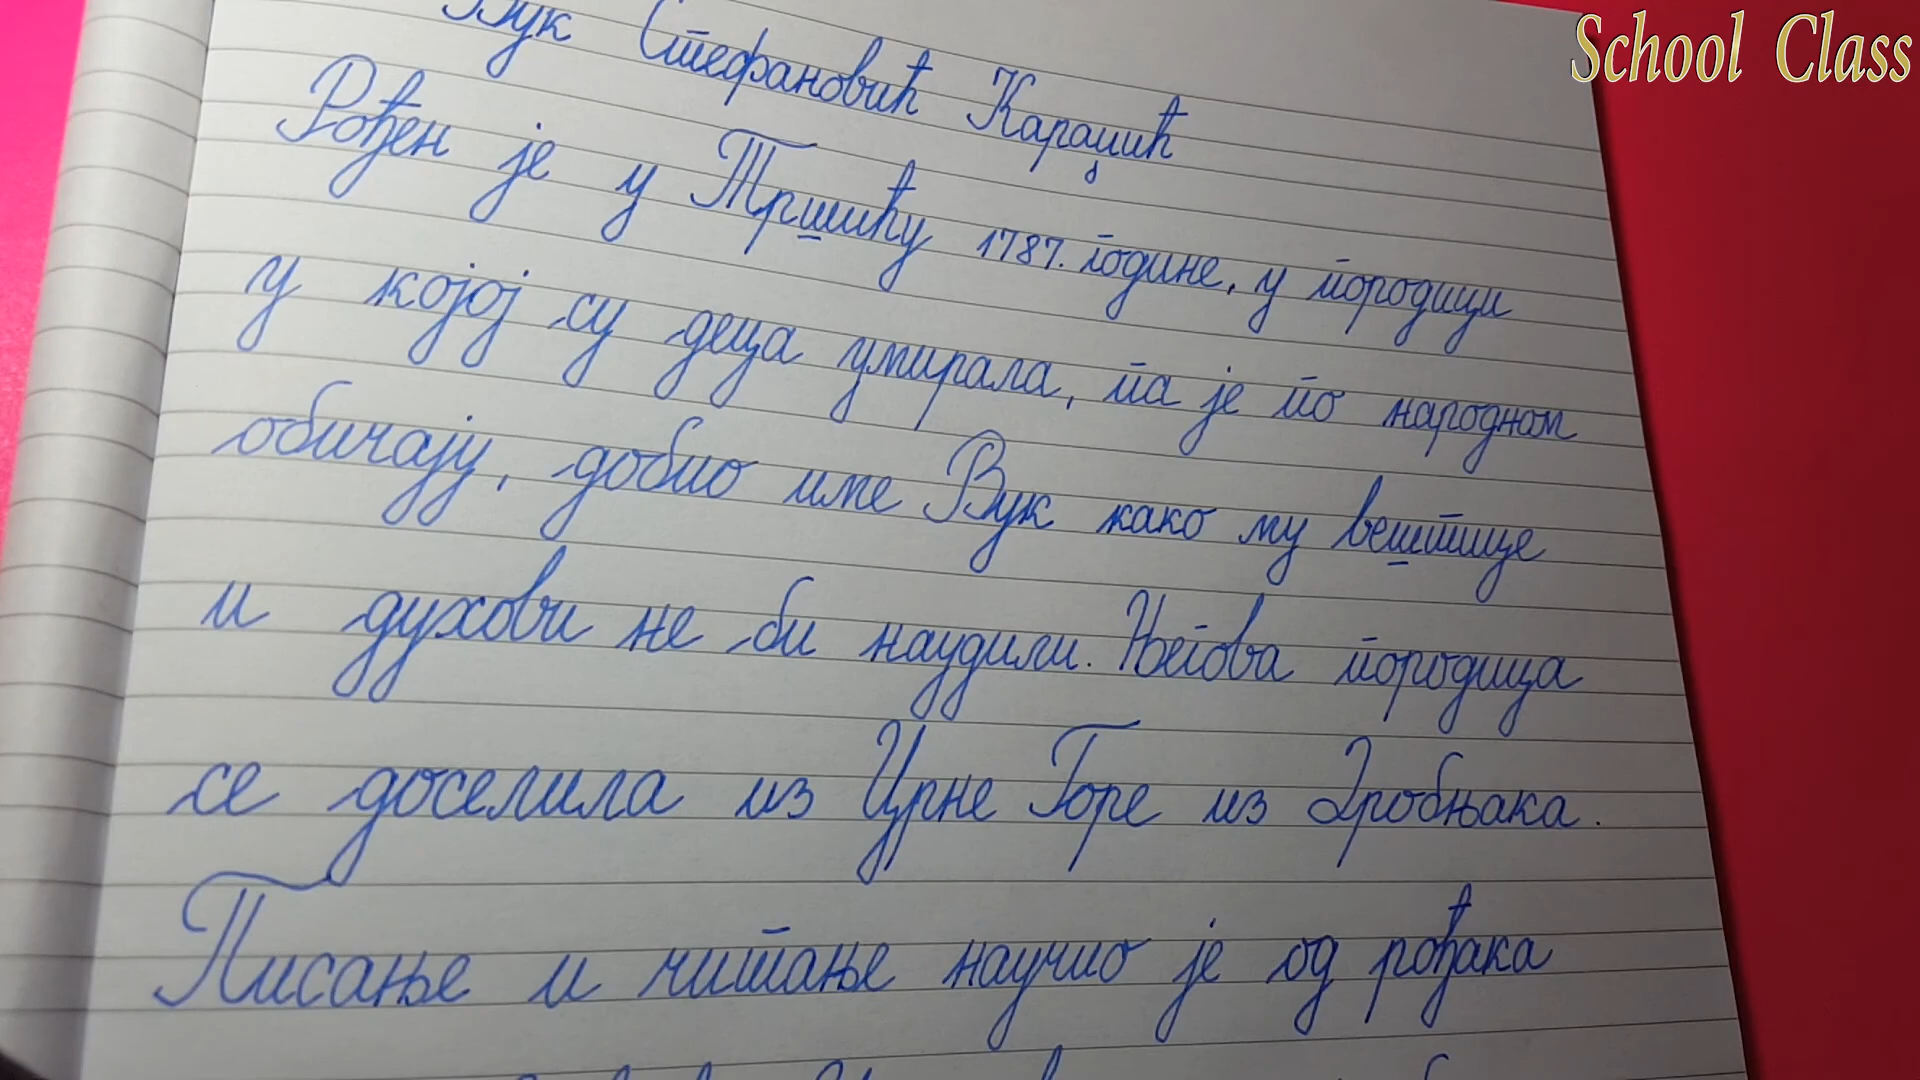 School Class
Вук Стефановић Караџић
Рођен је у Тршићу 1787. године, у породици
у којој су деца умирала, па је по народном
обичају, добио име Вук како му вештице
и духови не би наудили. Његова породица
се доселила из Црне Горе из Дробњака.
Писање и читање научио је од рођака